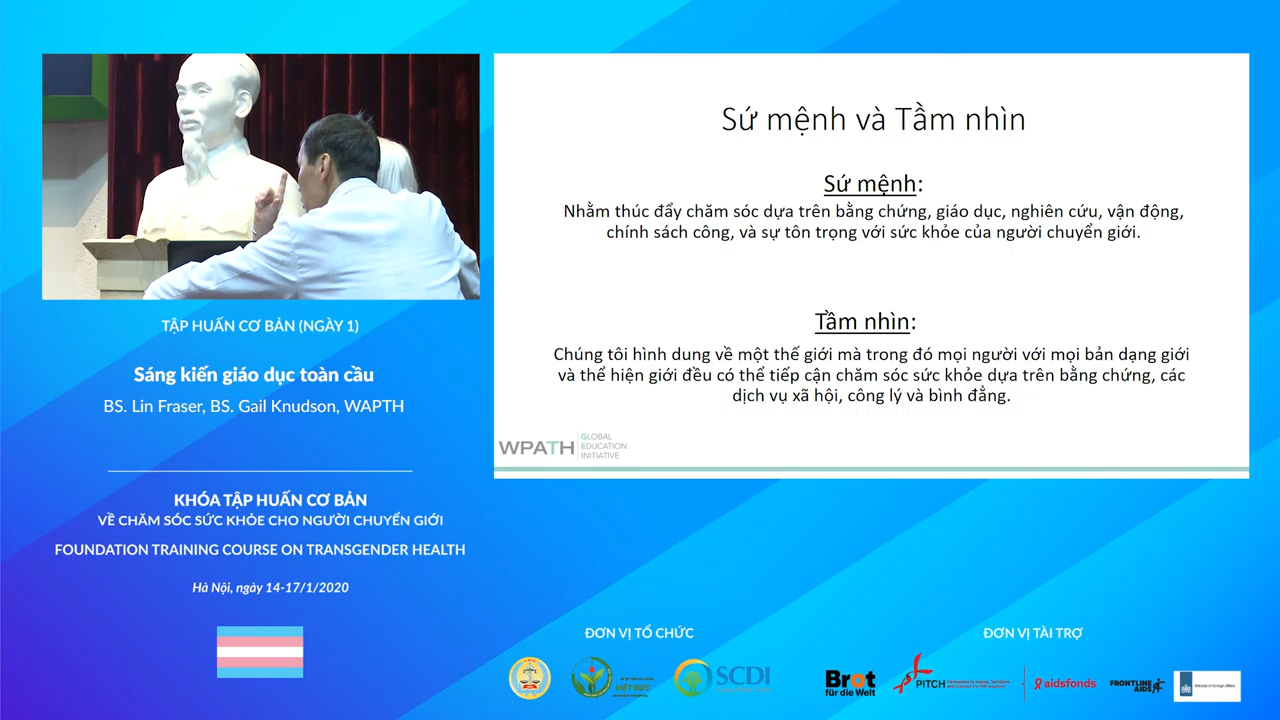 Sứ mệnh và Tầm nhìn
Sứ mệnh:
Nhằm thúc đẩy chăm sóc dựa trên bằng chứng, giáo dục, nghiên cứu, vận động,
chính sách công, và sự tôn trọng với sức khỏe của người chuyển giới.
Tầm nhìn:
Chúng tôi hình dung về một thế giới mà trong đó mọi người với mọi bản dạng giới
và thể hiện giới đều có thể tiếp cận chăm sóc sức khỏe dựa trên bằng chứng, các
dịch vụ xã hội, công lý và bình đẳng.
WPATH
GLOBAL
EDUCATION
INITIATIVE
TẬP HUẤN CƠ BẢN (NGÀY 1)
Sáng kiến giáo dục toàn cầu
BS. Lin Fraser, BS. Gail Knudson, WAPTH
KHÓA TẬP HUẤN CƠ BẢN
VỀ CHĂM SÓC SỨC KHỎE CHO NGƯỜI CHUYỂN GIỚI
FOUNDATION TRAINING COURSE ON TRANSGENDER HEALTH
Hà Nội, ngày 14-17/1/2020
ĐƠN VỊ TỔ CHỨC
VIỆT ĐỨC
SCDI
ĐƠN VỊ TÀI TRỢ
Brot
für die Welt
PITCH
aidsfonds
FRONTLINE
AIDS
Ministry of Foreign Affairs